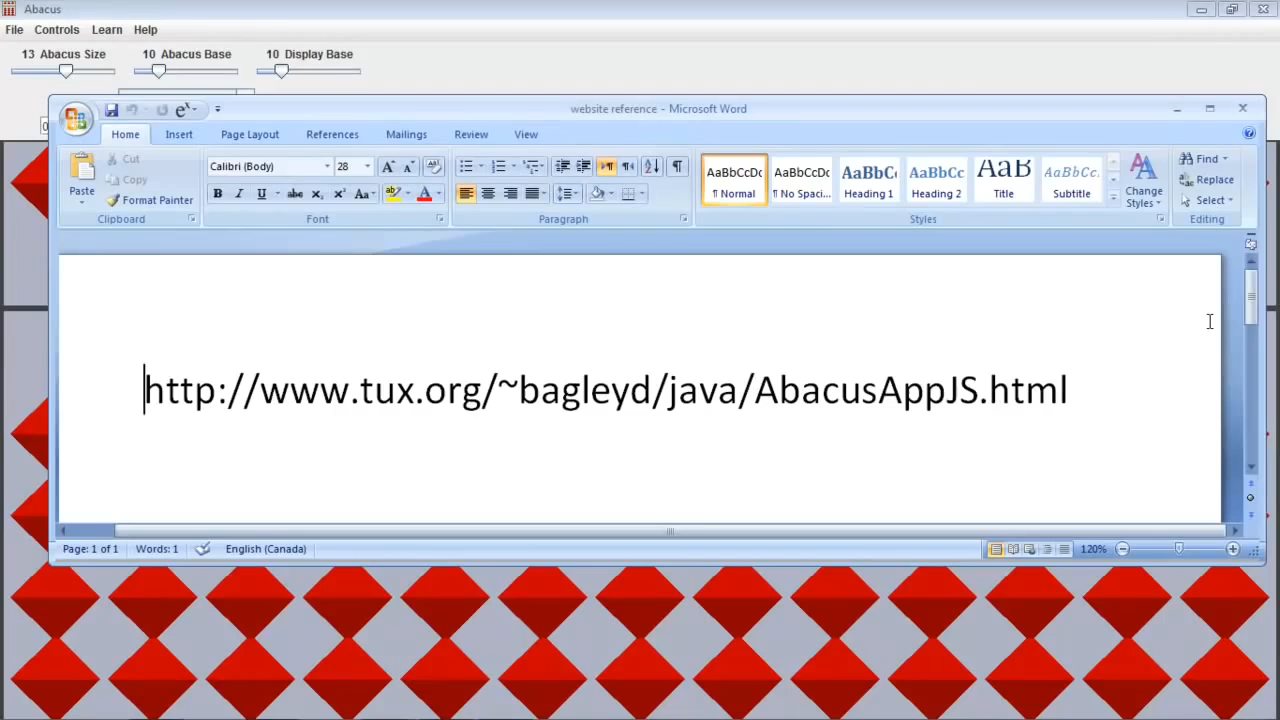 Abacus
File Controls Learn Help
13 Abacus Size 10 Abacus Base 10 Display Base
website reference - Microsoft Word
Home Insert Page Layout References Mailings Review View
Calibri (Body) 28
Paste
Cut
Copy
Format Painter
Clipboard
Font
Paragraph
AaBbCcDc
¶ Normal
AaBbCcDc
¶ No Spaci...
AaBbC
Heading 1
AaBbCc
Heading 2
AaB
Title
AaBbCc.
Subtitle
Change
Styles
Styles
Find
Replace
Select
Editing
http://www.tux.org/~bagleyd/java/AbacusAppJS.html
Page: 1 of 1 Words: 1 English (Canada) 120%